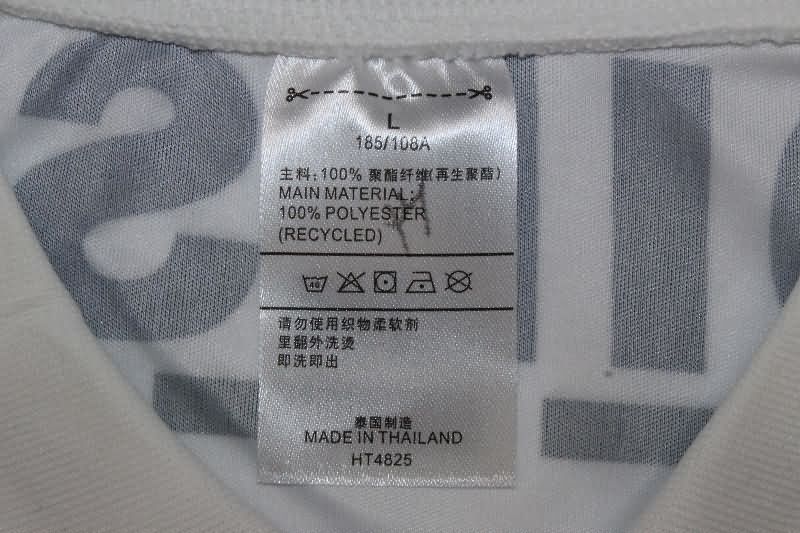 L
185/108A
主料:100% 聚酯纤维(再生聚酯)
MAIN MATERIAL:
100% POLYESTER
(RECYCLED)
40
请勿使用织物柔软剂
里翻外洗烫
即洗即出
泰国制造
MADE IN THAILAND
HT4825